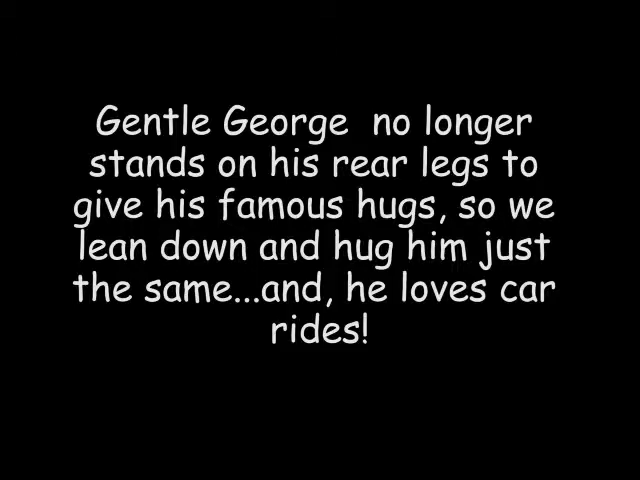 Gentle George  no longer
stands on his rear legs to
give his famous hugs, so we
lean down and hug him just
the same...and, he loves car
rides!